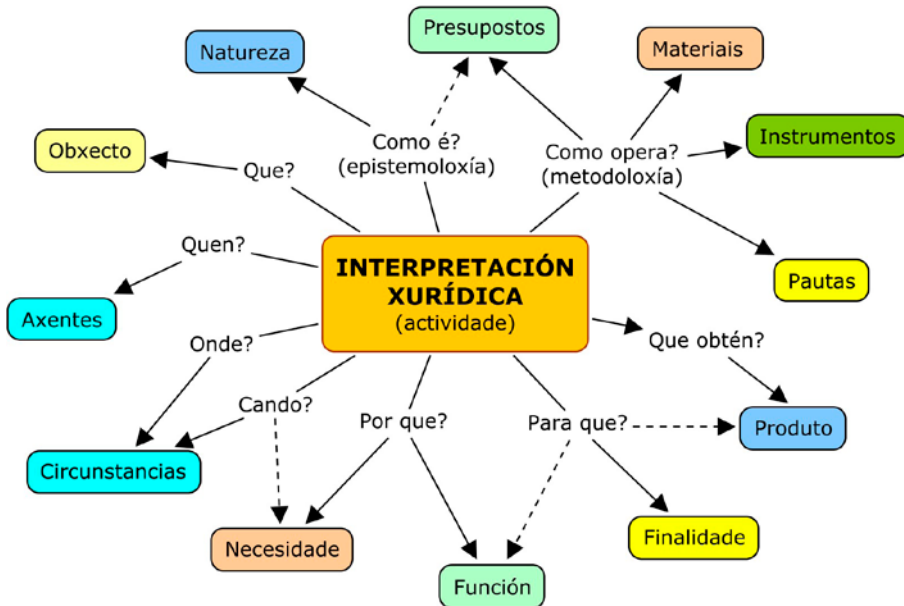 Presupostos
Natureza
Materiais
Instrumentos
Obxecto
Como é?
(epistemoloxía)
Como opera?
(metodoloxía)
Que?
Quen?
INTERPRETACIÓN
XURÍDICA
(actividade)
Pautas
Axentes
Onde?
Que obtén?
Cando?
Por que?
Para que?
Produto
Circunstancias
Necesidade
Finalidade
Función